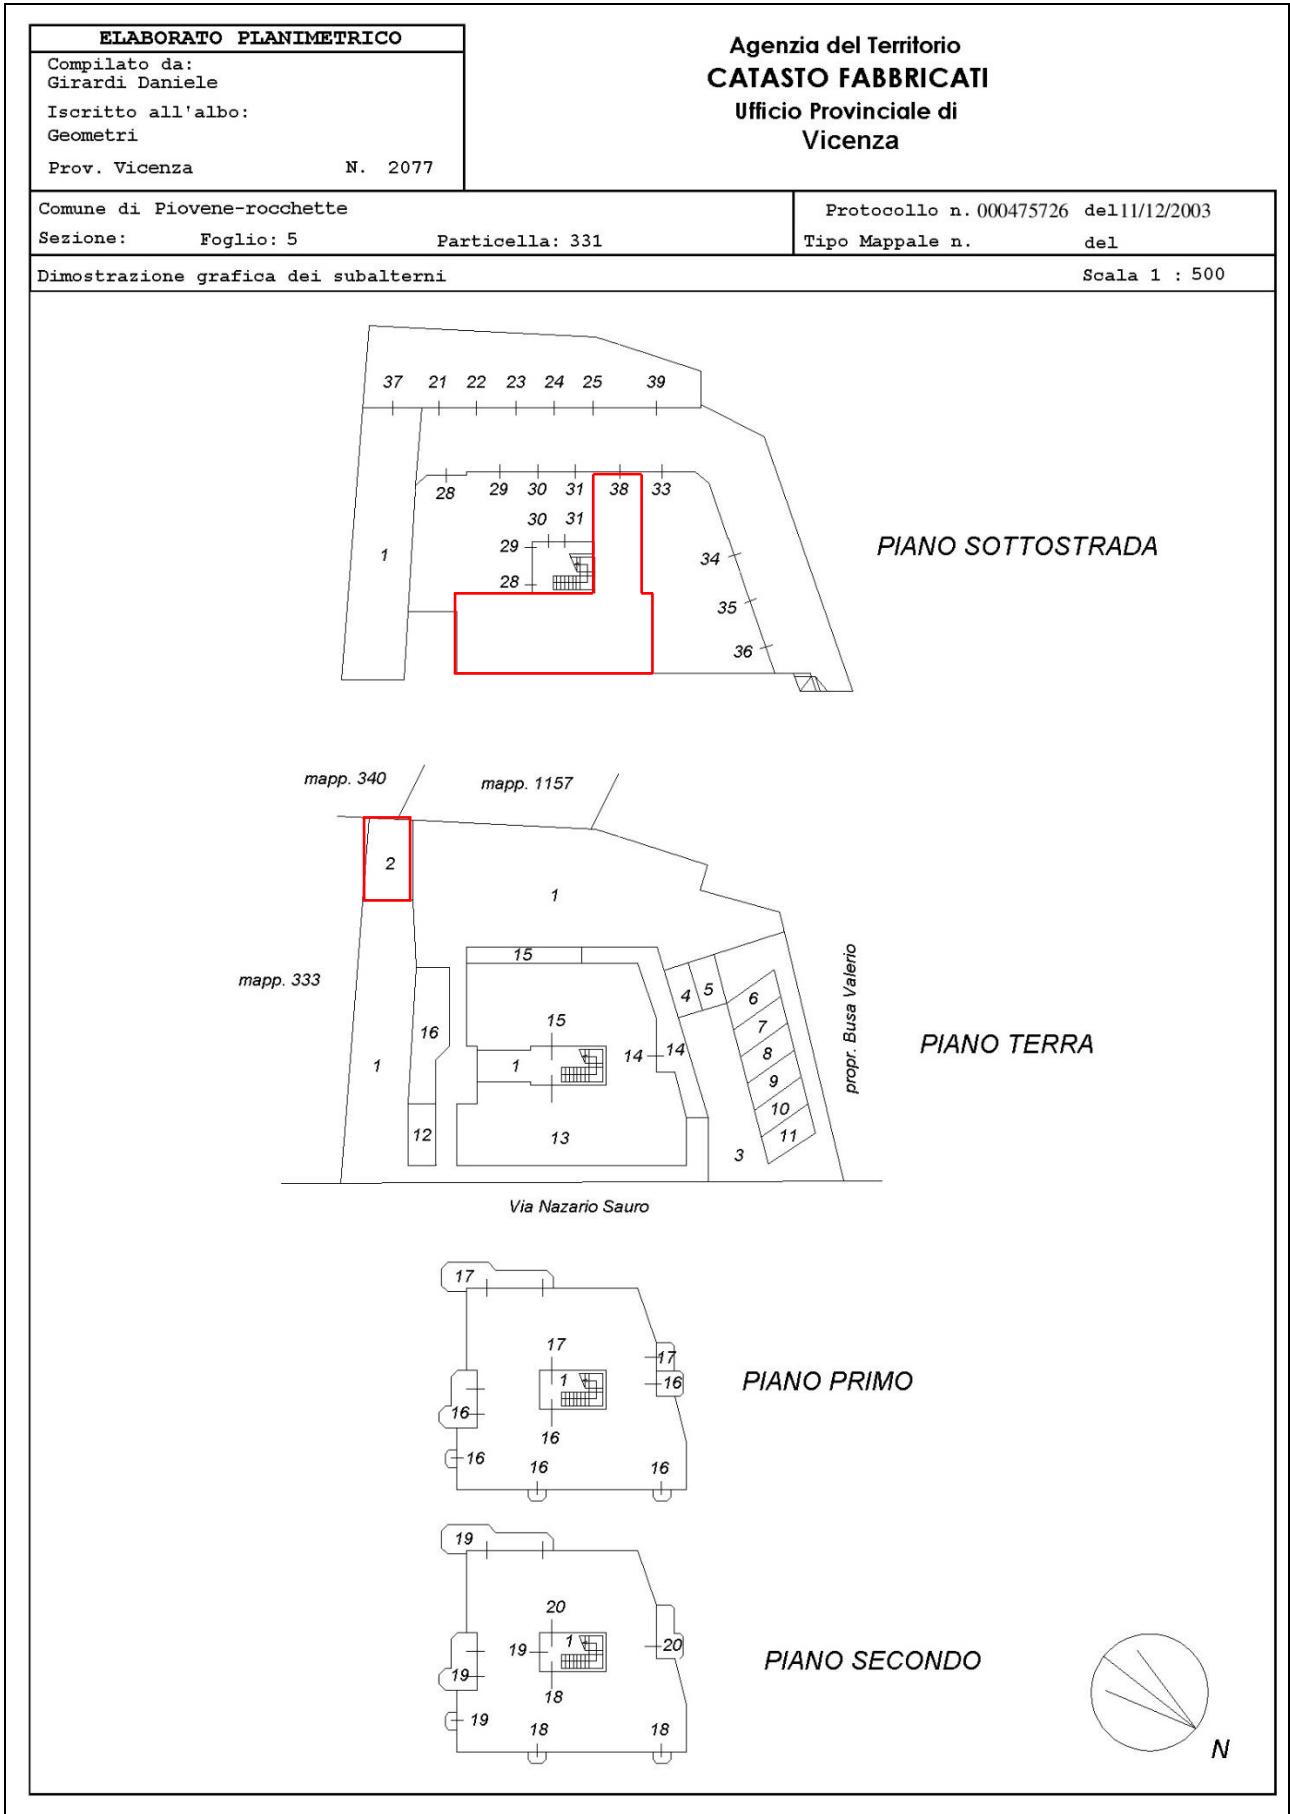 ELABORATO PLANIMETRICO
Compilato da:
Girardi Daniele
Iscritto all'albo:
Geometri
Prov. Vicenza N. 2077
Agenzia del Territorio
CATASTO FABBRICATI
Ufficio Provinciale di
Vicenza
Comune di Piovene-rocchette
Protocollo n. 000475726 del 11/12/2003
Sezione: Foglio: 5 Particella: 331
Tipo Mappale n. del
Dimostrazione grafica dei subalterni
Scala 1 : 500
37 21 22 23 24 25 39
28 29 30 31 38 33
30 31
29
1
28
34
35
36
PIANO SOTTOSTRADA
mapp. 340
mapp. 1157
2
1
mapp. 333
15
4 5 6
7
8
9
10
11
16
15
14 14
1
1
12
13
3
propr. Busa Valerio
PIANO TERRA
Via Nazario Sauro
17
17
17
1
16
16
16
16
16
16
PIANO PRIMO
19
20
19
1
20
19
18
19
18
18
PIANO SECONDO
N